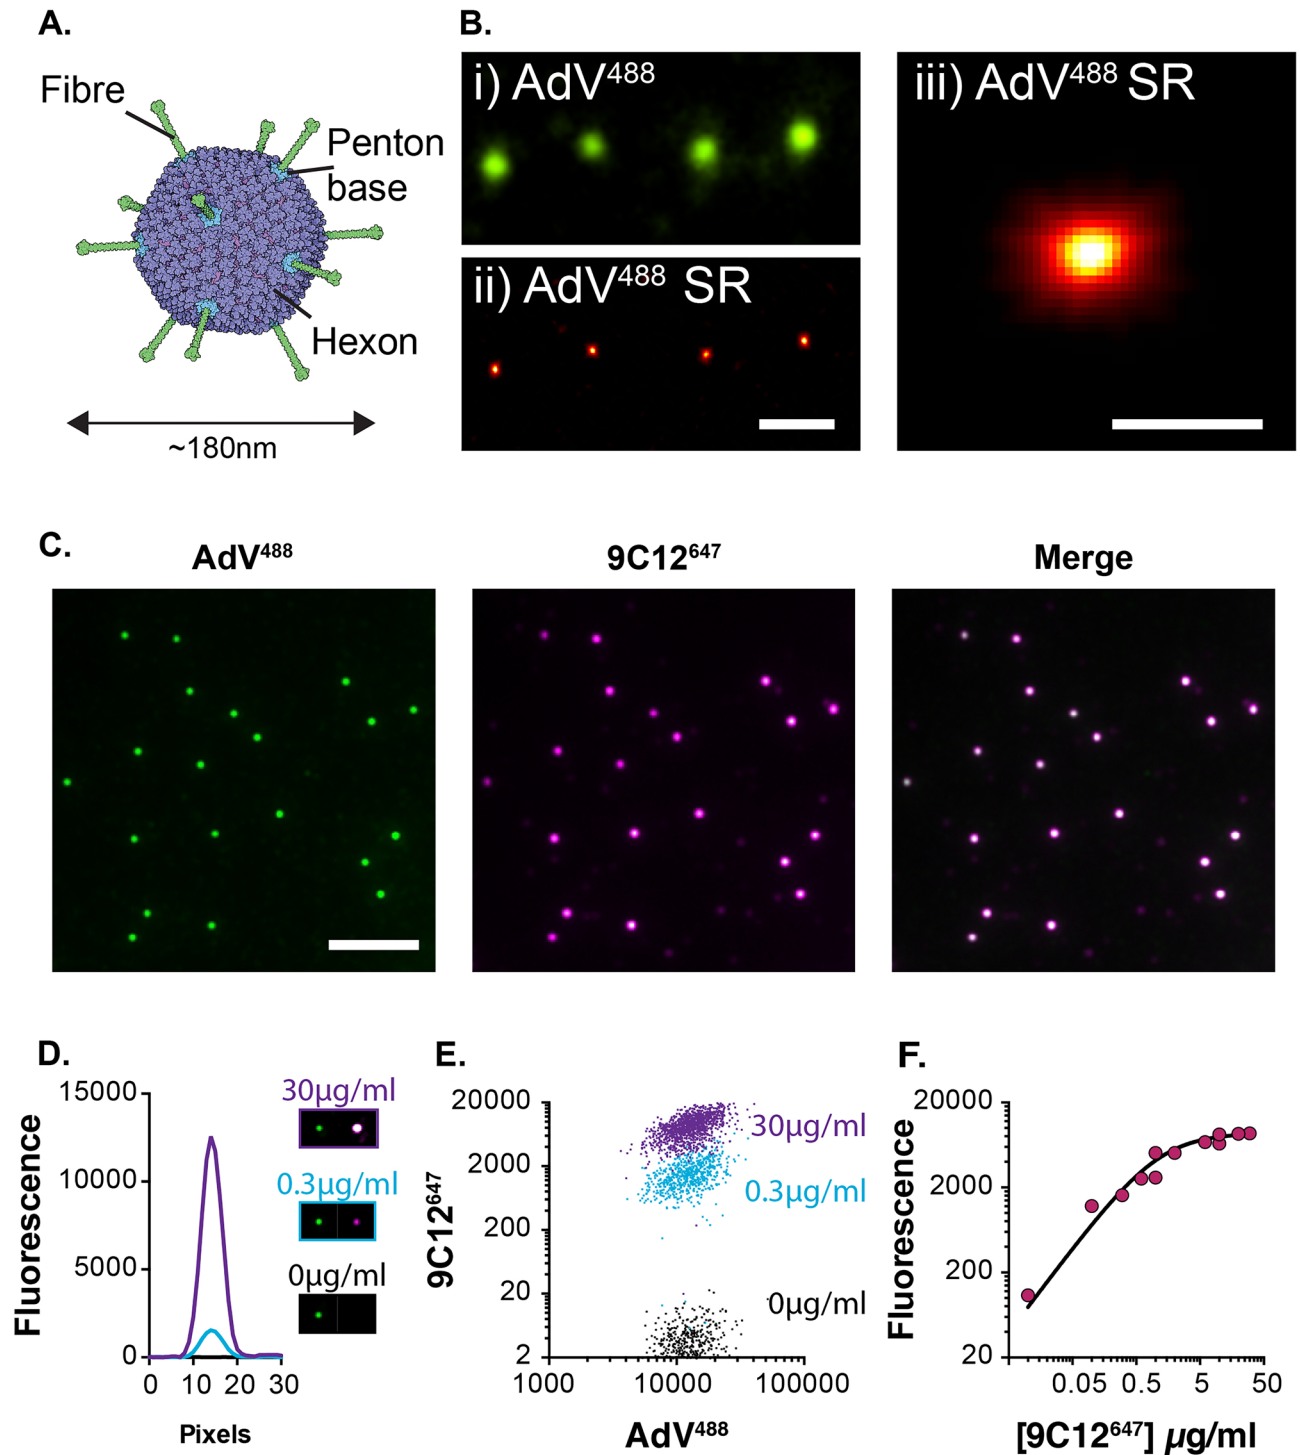 A.
Fibre
Penton
base
Hexon
~180nm
B.
i) AdV⁴⁸⁸
ii) AdV⁴⁸⁸ SR
iii) AdV⁴⁸⁸ SR
C.
AdV⁴⁸⁸
9C12⁶⁴⁷
Merge
D.
Fluorescence
15000
10000
5000
0
0 10 20 30
Pixels
30µg/ml
0.3µg/ml
0µg/ml
E.
9C12⁶⁴⁷
20000
2000
200
20
2
1000 10000 100000
AdV⁴⁸⁸
30µg/ml
0.3µg/ml
0µg/ml
F.
Fluorescence
20000
2000
200
20
0.05 0.5 5 50
[9C12⁶⁴⁷] µg/ml